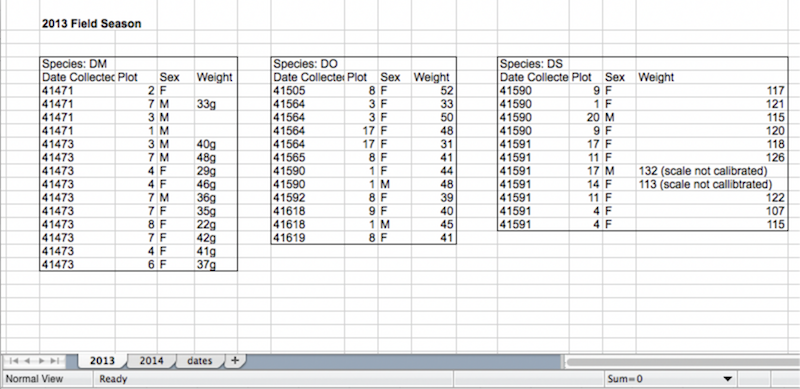 2013 Field Season
Species: DM
Date Collectec Plot Sex Weight
41471 2 F
41471 7 M 33g
41471 3 M
41471 1 M
41473 3 M 40g
41473 7 M 48g
41473 4 F 29g
41473 4 F 46g
41473 7 M 36g
41473 7 F 35g
41473 8 F 22g
41473 7 F 42g
41473 4 F 41g
41473 6 F 37g
Species: DO
Date Collectec Plot Sex Weight
41505 8 F 52
41564 3 F 33
41564 3 F 50
41564 17 F 48
41564 17 F 31
41565 8 F 41
41590 1 F 44
41590 1 M 48
41592 8 F 39
41618 9 F 40
41618 1 M 45
41619 8 F 41
Species: DS
Date Collecte Plot Sex Weight
41590 9 F 117
41590 1 F 121
41590 20 M 115
41590 9 F 120
41591 17 F 118
41591 11 F 126
41591 17 M 132 (scale not calibrated)
41591 14 F 113 (scale not callibtrated)
41591 11 F 122
41591 4 F 107
41591 4 F 115
2013 2014 dates +
Normal View Ready Sum=0